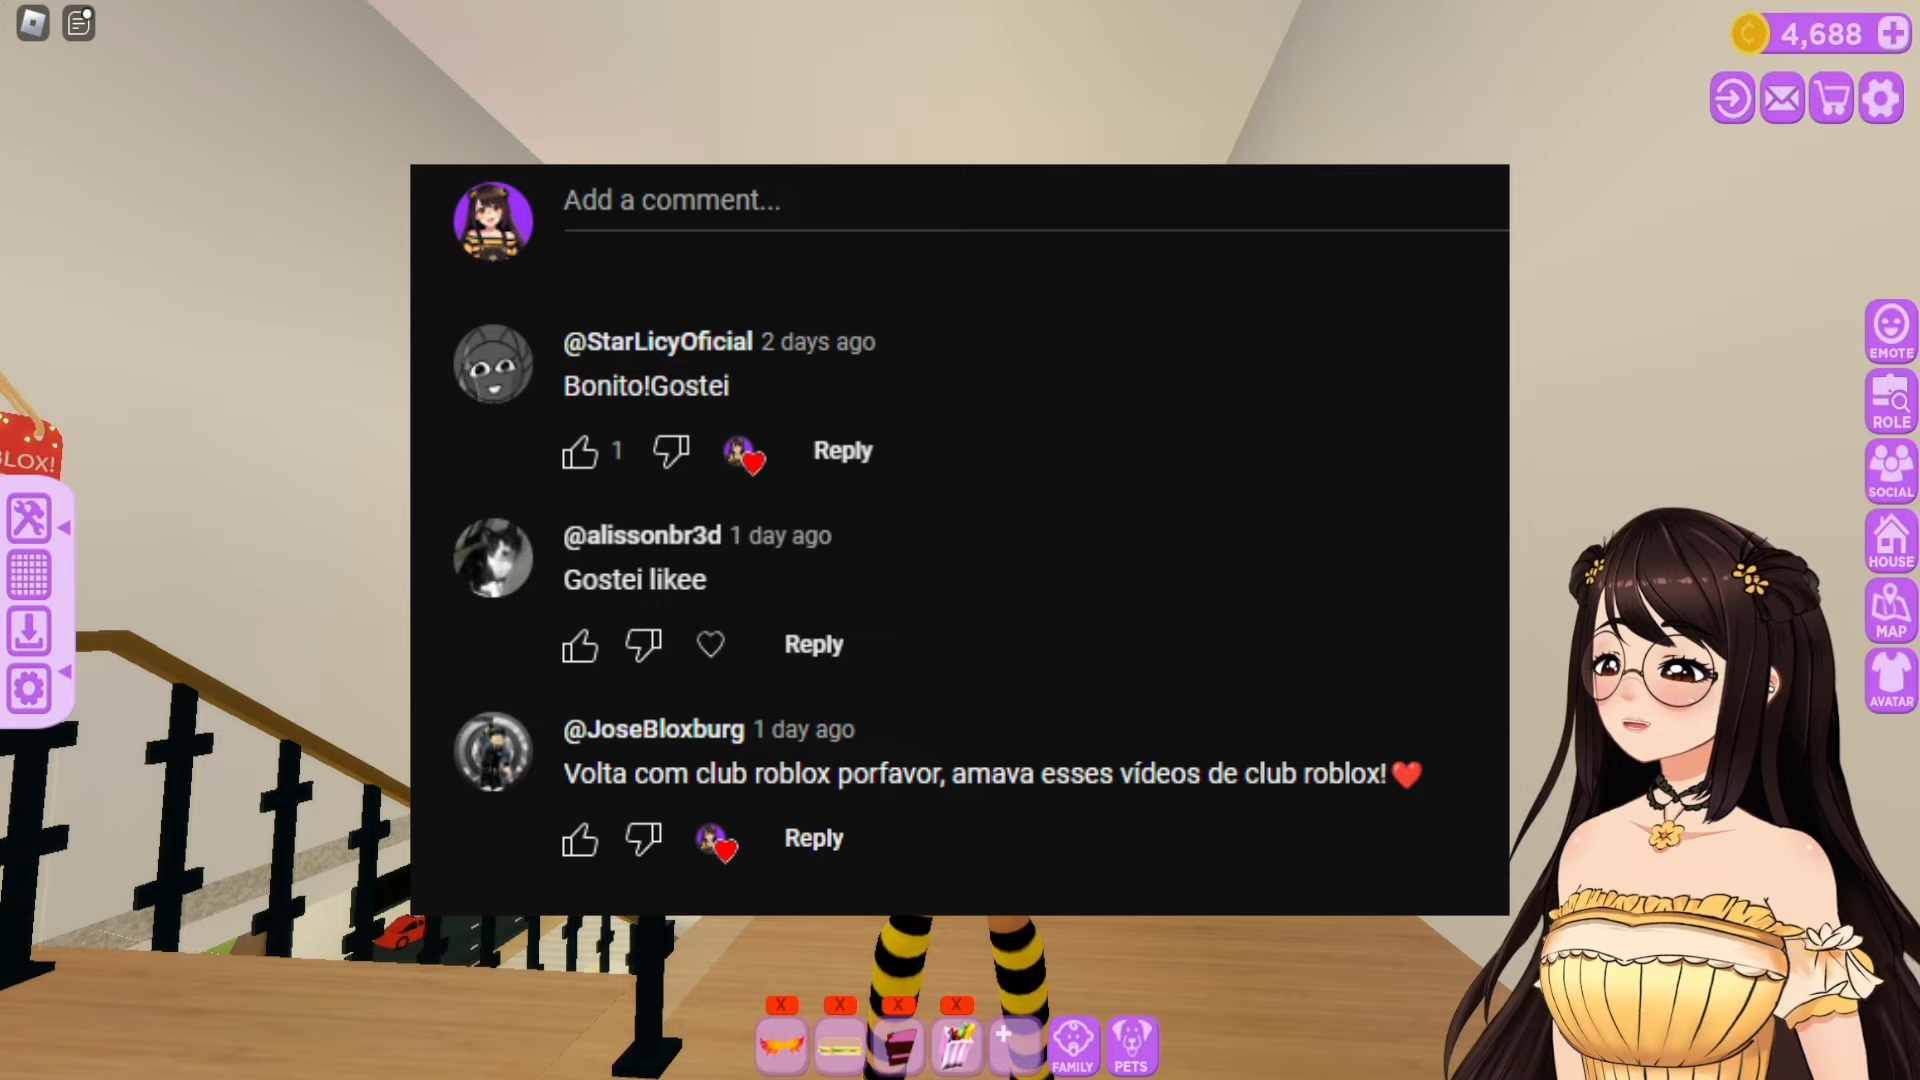 4,688
Add a comment...
@StarLicyOficial 2 days ago
Bonito!Gostei
1
Reply
@alissonbr3d 1 day ago
Gostei likee
Reply
@JoseBloxburg 1 day ago
Volta com club roblox porfavor, amava esses vídeos de club roblox!❤️
Reply
EMOTE
ROLE
SOCIAL
HOUSE
MAP
AVATAR
BLOX!
X X X X
FAMILY
PETS